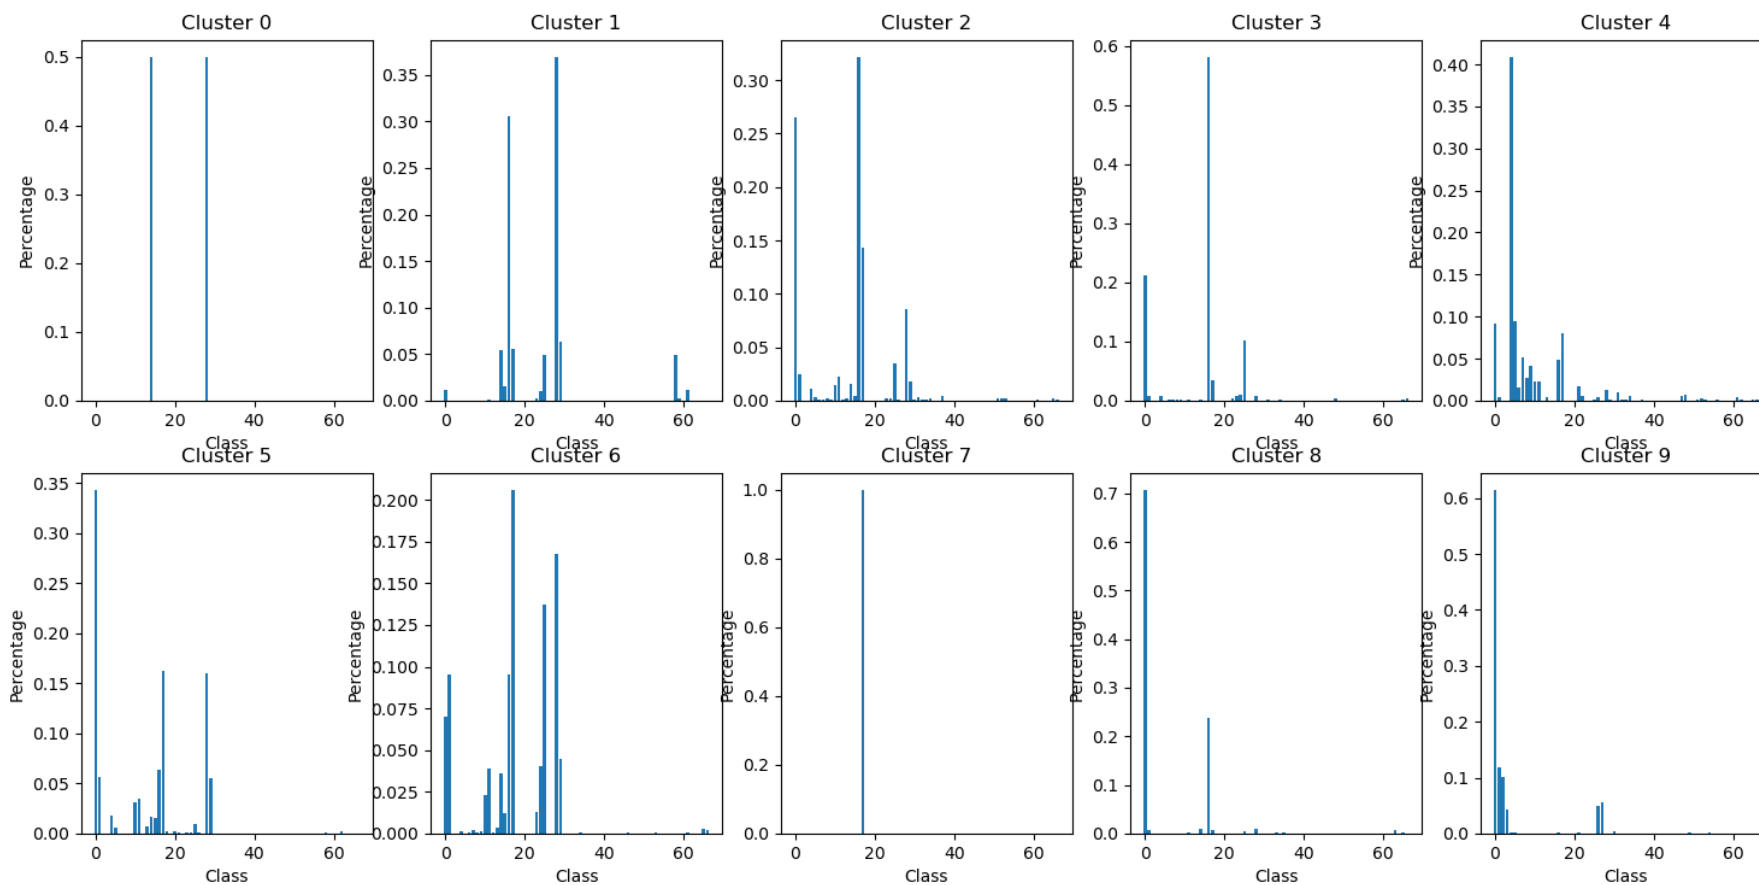 Cluster 0
Percentage
0.5
0.4
0.3
0.2
0.1
0.0
0 20 40 60
Class
Cluster 1
Percentage
0.35
0.30
0.25
0.20
0.15
0.10
0.05
0.00
0 20 40 60
Class
Cluster 2
Percentage
0.30
0.25
0.20
0.15
0.10
0.05
0.00
0 20 40 60
Class
Cluster 3
Percentage
0.6
0.5
0.4
0.3
0.2
0.1
0.0
0 20 40 60
Class
Cluster 4
Percentage
0.40
0.35
0.30
0.25
0.20
0.15
0.10
0.05
0.00
0 20 40 60
Class
Cluster 5
Percentage
0.35
0.30
0.25
0.20
0.15
0.10
0.05
0.00
0 20 40 60
Class
Cluster 6
Percentage
0.200
0.175
0.150
0.125
0.100
0.075
0.050
0.025
0.000
0 20 40 60
Class
Cluster 7
Percentage
1.0
0.8
0.6
0.4
0.2
0.0
0 20 40 60
Class
Cluster 8
Percentage
0.7
0.6
0.5
0.4
0.3
0.2
0.1
0.0
0 20 40 60
Class
Cluster 9
Percentage
0.6
0.5
0.4
0.3
0.2
0.1
0.0
0 20 40 60
Class